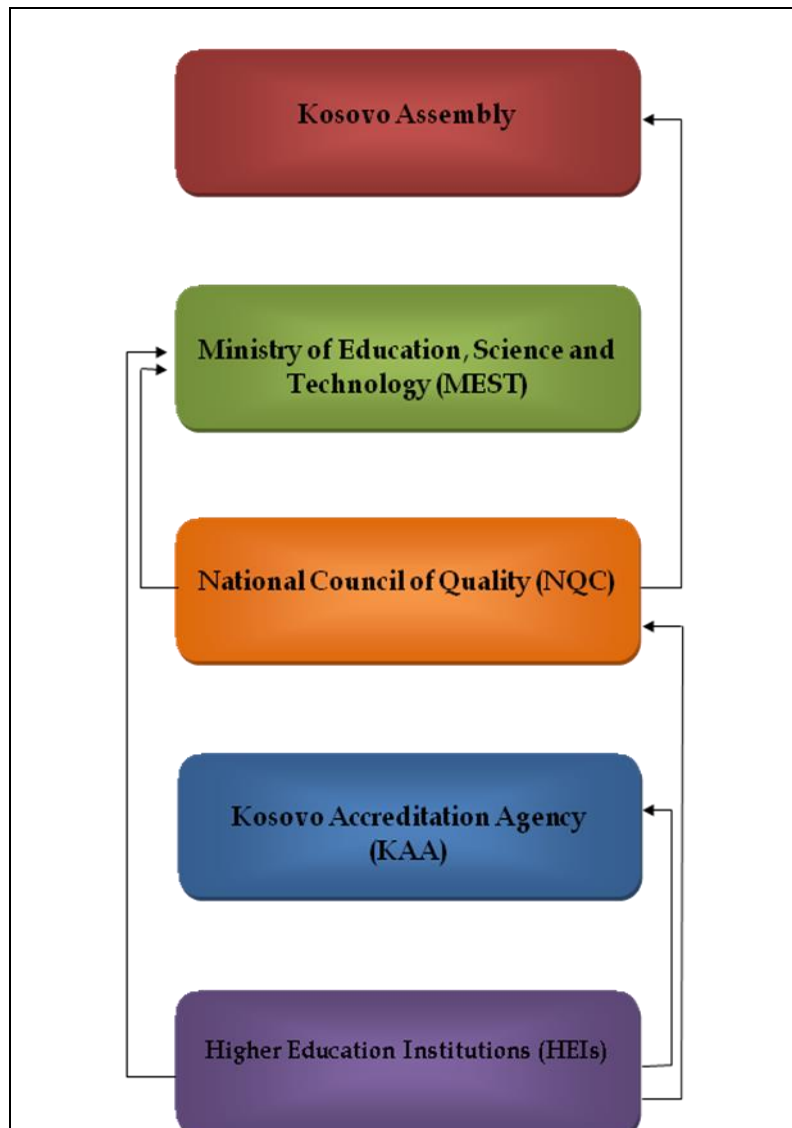 Kosovo Assembly
Ministry of Education, Science and
Technology (MEST)
National Council of Quality (NQC)
Kosovo Accreditation Agency
(KAA)
Higher Education Institutions (HEIs)